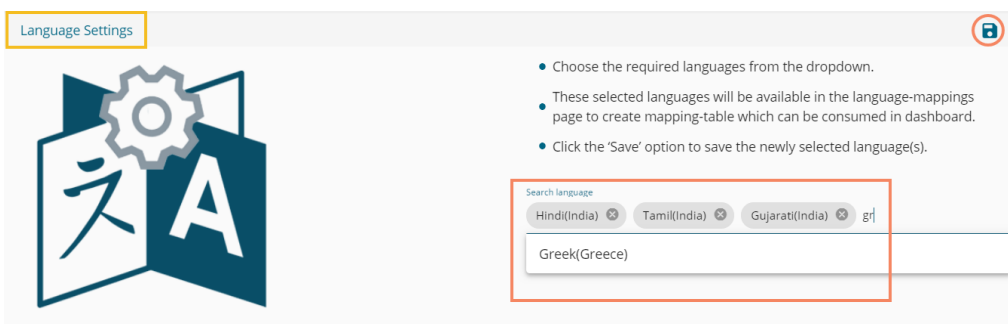 Language Settings
Choose the required languages from the dropdown.
These selected languages will be available in the language-mappings
page to create mapping-table which can be consumed in dashboard.
Click the ‘Save’ option to save the newly selected language(s).
Search language
Hindi(India) Tamil(India) Gujarati(India) gr
Greek(Greece)
A